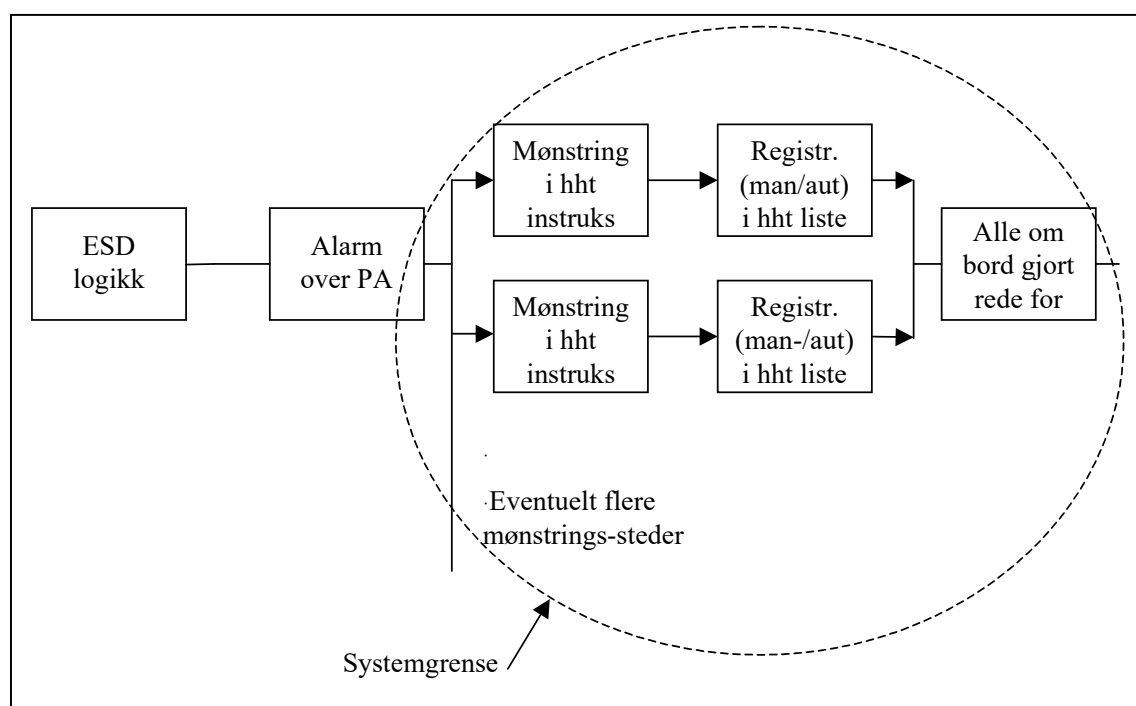 ESD
logikk
Alarm
over PA
Mønstring
i hht
instruks
Registr.
(man/aut)
i hht liste
Mønstring
i hht
instruks
Registr.
(man-/aut)
i hht liste
Alle om
bord gjort
rede for
.
.Eventuelt flere
mønstrings-steder
Systemgrense